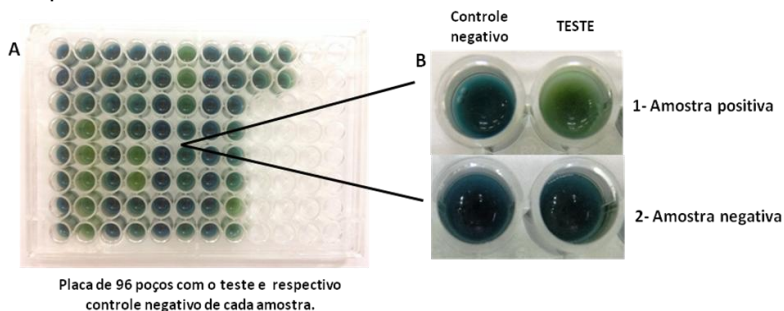 A
Placa de 96 poços com o teste e respectivo
controle negativo de cada amostra.
B
Controle
negativo
TESTE
1- Amostra positiva
2- Amostra negativa